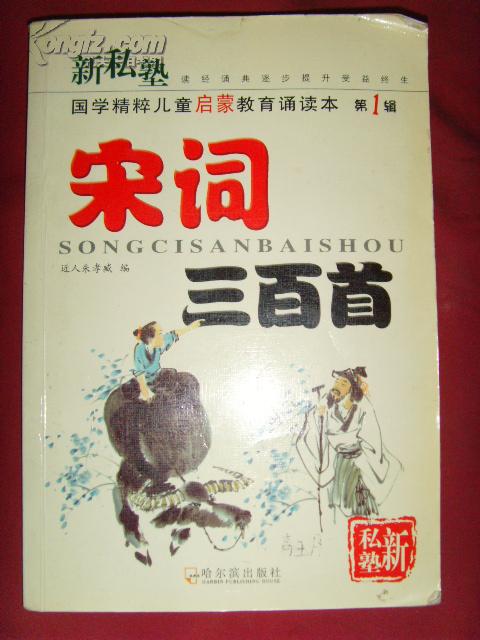 kongfz.com
新私塾
读经诵典逐步提升受益终生
国学精粹儿童启蒙教育诵读本 第1辑
宋词
SONGCISANBAISHOU
近人朱孝臧 编
三百首
新私塾
哈尔滨出版社
HARBIN PUBLISHING HOUSE